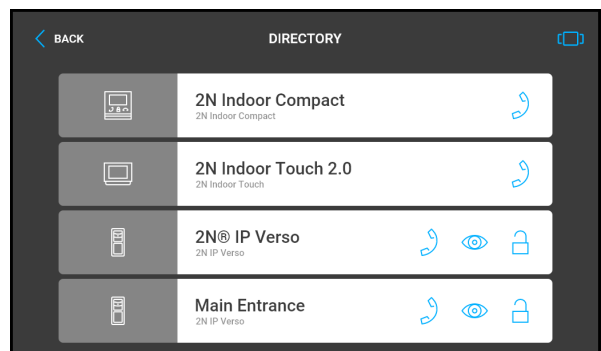 BACK
DIRECTORY
2N Indoor Compact
2N Indoor Compact
2N Indoor Touch 2.0
2N Indoor Touch
2N® IP Verso
2N IP Verso
Main Entrance
2N IP Verso